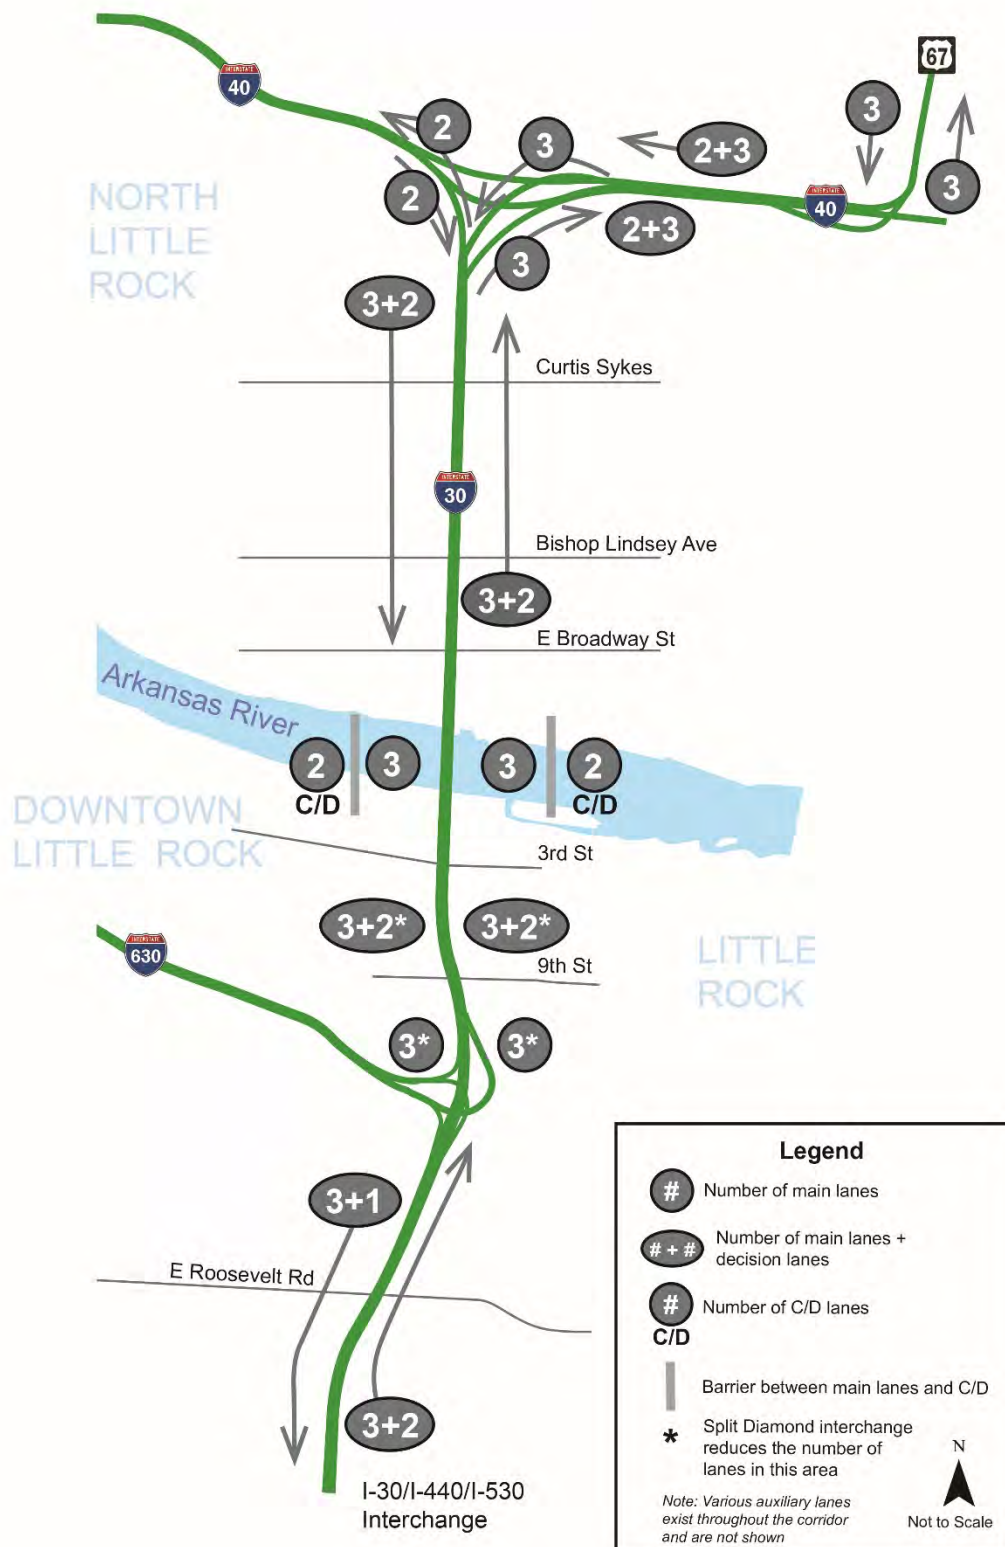 67
INTERSTATE
40
3
2
3
2+3
NORTH
LITTLE
ROCK
2
3
INTERSTATE
40
2+3
3
3+2
Curtis Sykes
INTERSTATE
30
Bishop Lindsey Ave
3+2
E Broadway St
Arkansas River
2
3
3
2
C/D
C/D
DOWNTOWN
LITTLE ROCK
3rd St
3+2*
3+2*
INTERSTATE
630
9th St
LITTLE
ROCK
3*
3*
3+1
E Roosevelt Rd
3+2
I-30/I-440/I-530
Interchange
Legend
#
Number of main lanes
# + #
Number of main lanes +
decision lanes
#
Number of C/D lanes
C/D
Barrier between main lanes and C/D
*
Split Diamond interchange
reduces the number of
lanes in this area
Note: Various auxiliary lanes
exist throughout the corridor
and are not shown
N
Not to Scale